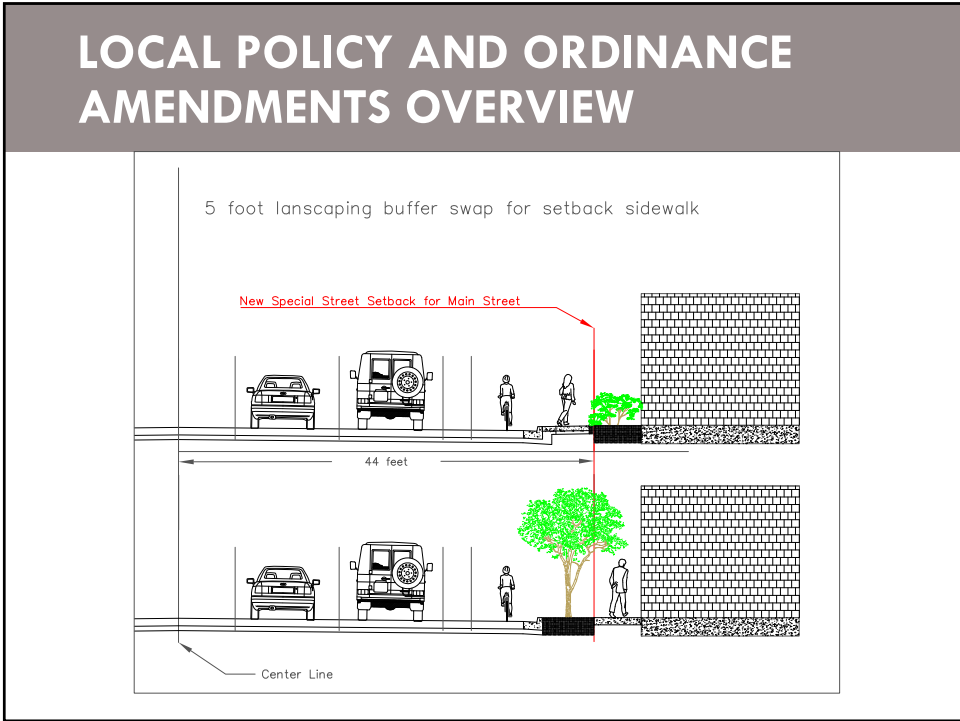 LOCAL POLICY AND ORDINANCE
AMENDMENTS OVERVIEW
5 foot lanscaping buffer swap for setback sidewalk
New Special Street Setback for Main Street
44 feet
Center Line